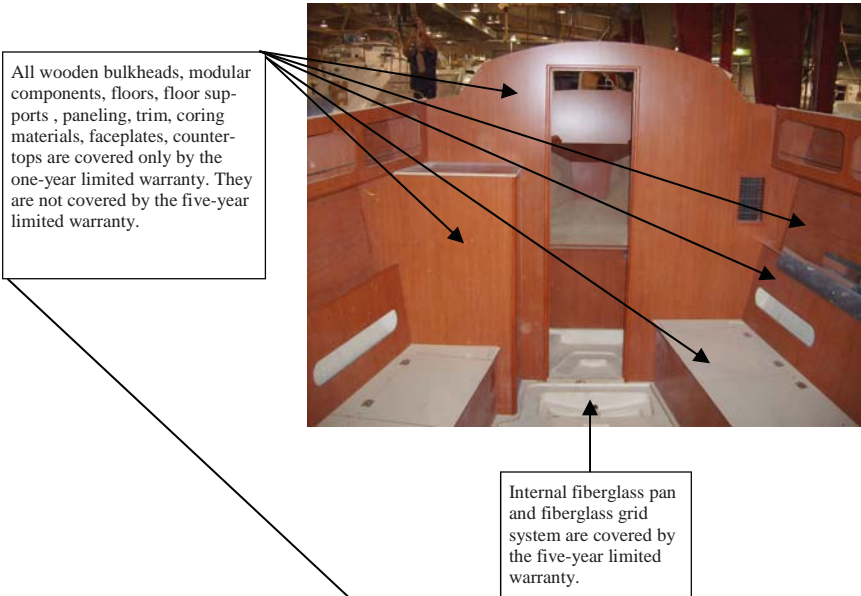 All wooden bulkheads, modular
components, floors, floor sup-
ports , paneling, trim, coring
materials, faceplates, counter-
tops are covered only by the
one-year limited warranty. They
are not covered by the five-year
limited warranty.
Internal fiberglass pan
and fiberglass grid
system are covered by
the five-year limited
warranty.